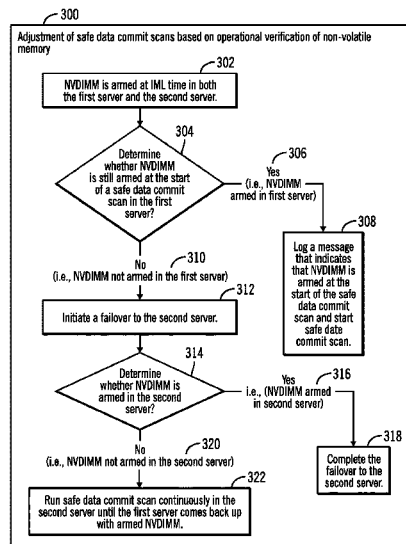 300
Adjustment of safe data commit scans based on operational verification of non-volatile
memory
302
NVDIMM is armed at IML time in both
the first server and the second server.
304
Determine
whether NVDIMM
is still armed at the start
of a safe data commit
scan in the first
server?
306
Yes
(i.e., NVDIMM
armed in first server)
308
Log a message
that indicates
that NVDIMM is
armed at the
start of the safe
data commit
scan and start
safe date
commit scan.
310
No
(i.e., NVDIMM not armed in the first server)
312
Initiate a failover to the second server.
314
Determine
whether NVDIMM is
armed in the second
server?
316
Yes
i.e., (NVDIMM armed
in second server)
318
Complete the
failover to the
second server.
320
No
(i.e., NVDIMM not armed in the second server)
322
Run safe data commit scan continuously in the
second server until the first server comes back up
with armed NVDIMM.